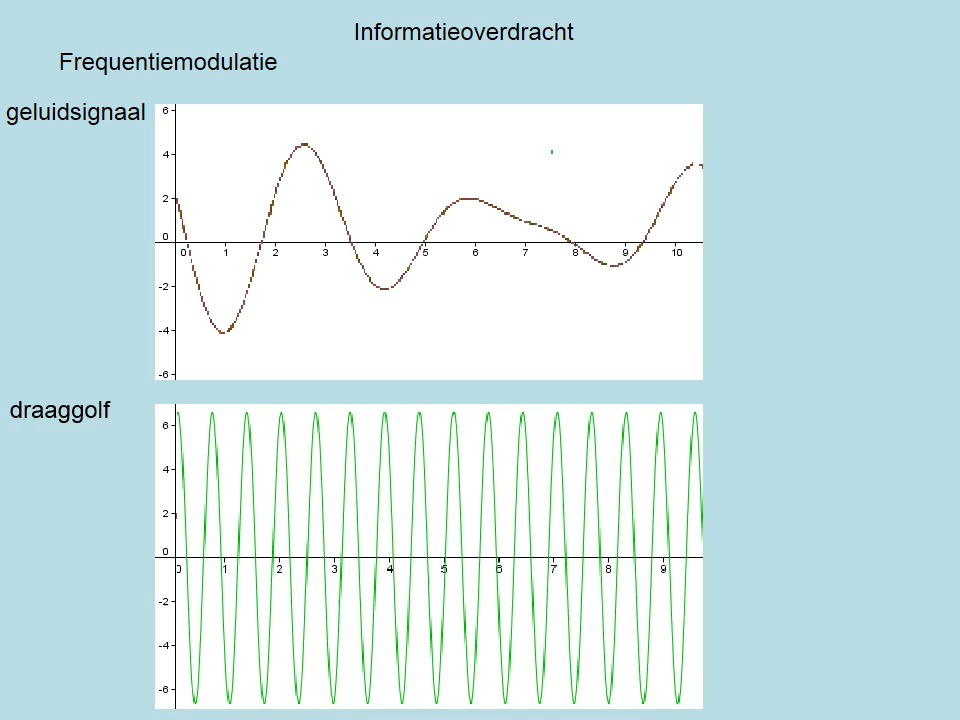 Informatieoverdracht
Frequentiemodulatie
geluidsignaal
6
4
2
0
0 1 2 3 4 5 6 7 8 9 10
-2
-4
-6
draaggolf
6
4
2
0
0 1 2 3 4 5 6 7 8 9
-2
-4
-6